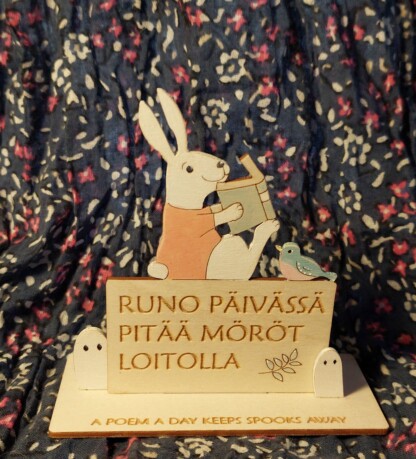 RUNO PÄIVÄSSÄ
PITÄÄ MÖRÖT
LOITOLLA
A POEM A DAY KEEPS SPOOKS AWAY